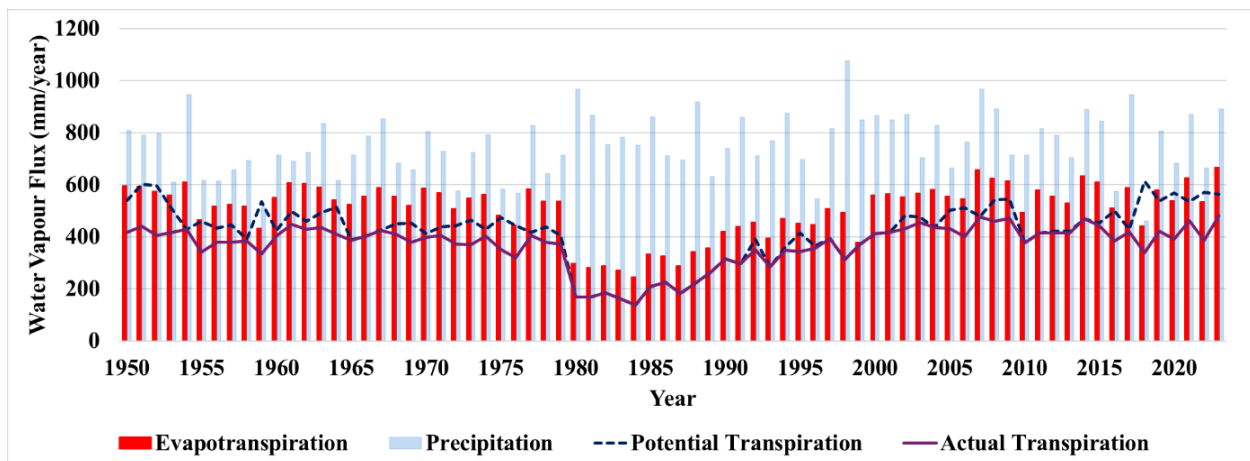 1200
1000
800
600
400
200
0
Water Vapour Flux (mm/year)
1950 1955 1960 1965 1970 1975 1980 1985 1990 1995 2000 2005 2010 2015 2020
Year
Evapotranspiration Precipitation Potential Transpiration Actual Transpiration